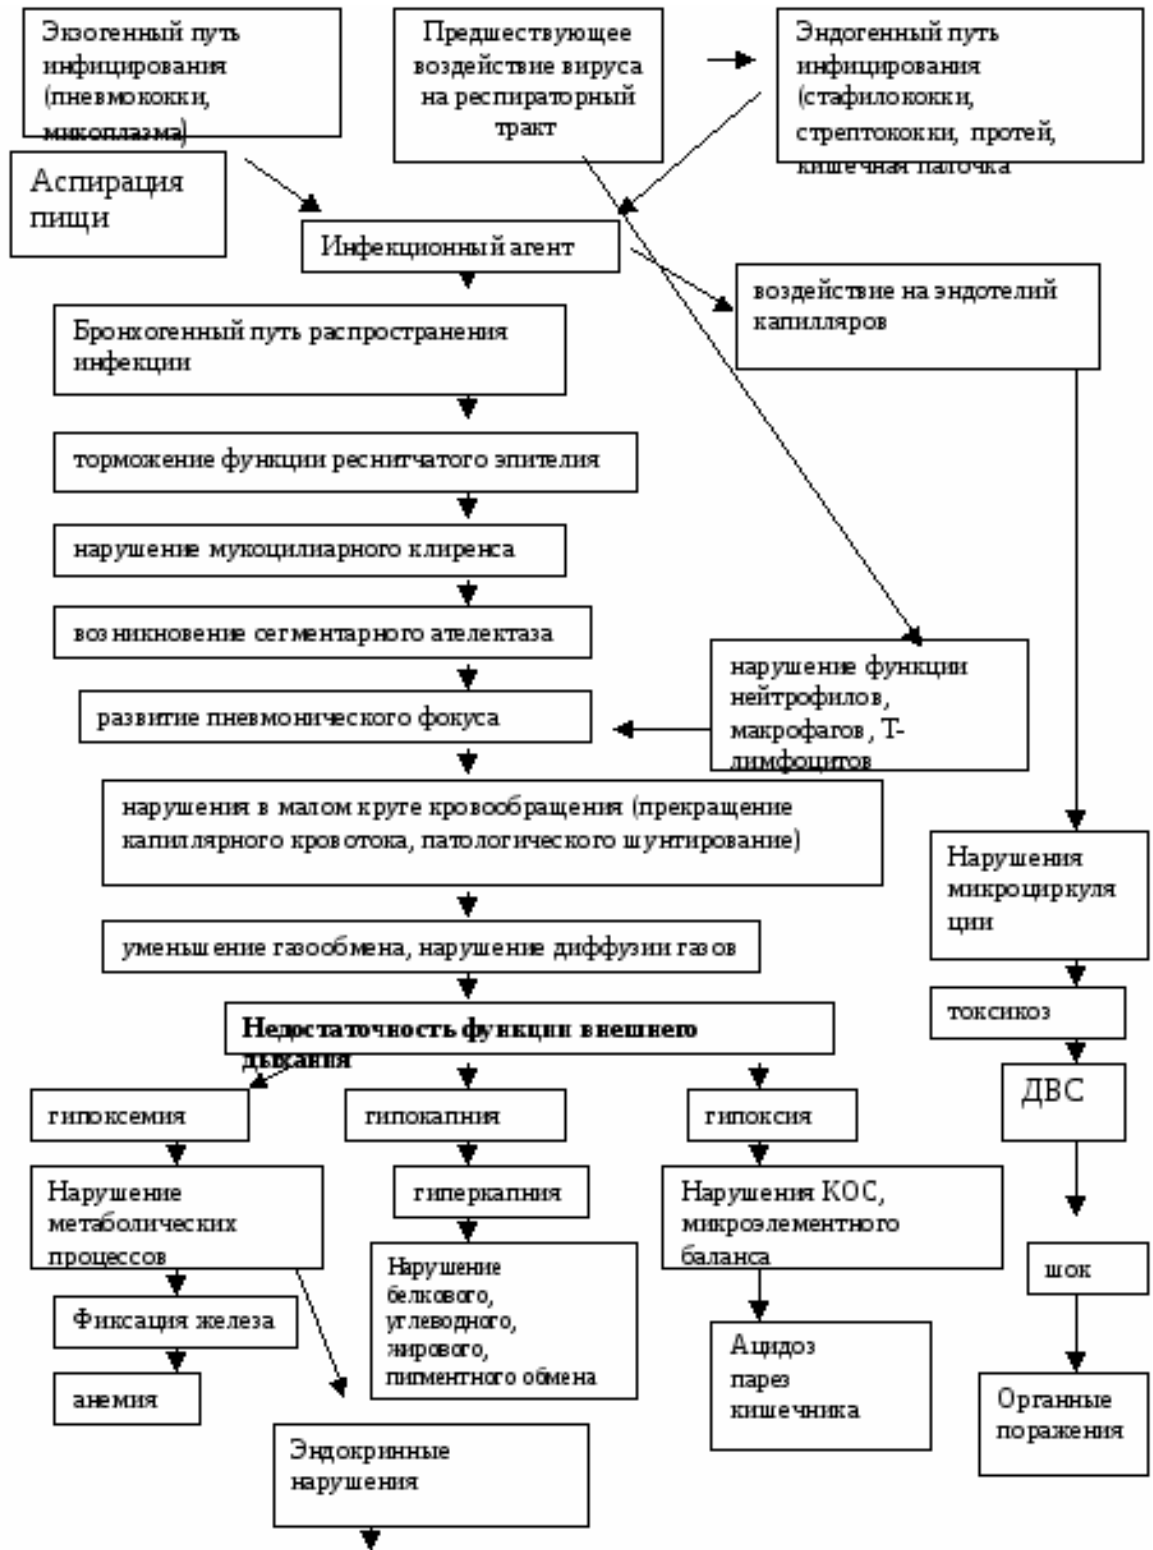 Экзогенный путь
инфицирования
(пневмококки,
микоплазма)
Предшествующее
воздействие вируса
на респираторный
тракт
Эндогенный путь
инфицирования
(стафилококки,
стрептококки, протей,
кишечная палочка
Аспирация
пищи
Инфекционный агент
воздействие на эндотелий
капилляров
Бронхогенный путь распространения
инфекции
торможение функции реснитчатого эпителия
нарушение мукоцилиарного клиренса
возникновение сегментарного ателектаза
нарушение функции
нейтрофилов,
макрофагов, Т-
лимфоцитов
развитие пневмонического фокуса
нарушения в малом круге кровообращения (прекращение
капиллярного кровотока, патологического шунтирование)
Нарушения
микроциркуля
ции
уменьшение газообмена, нарушение диффузии газов
токсикоз
Недостаточность функции внешнего
дыхания
ДВС
гипоксемия
гипокапния
гипоксия
Нарушение
метаболических
процессов
гиперкапния
Нарушения КОС,
микроэлементного
баланса
шок
Нарушение
белкового,
углеводного,
жирового,
пигментного обмена
Фиксация железа
Ацидоз
парез
кишечника
анемия
Органные
поражения
Эндокринные
нарушения